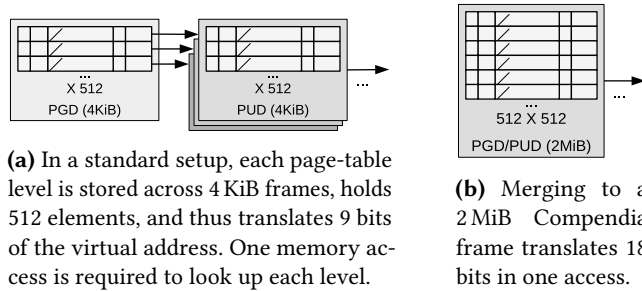 ...
X 512
PGD (4KiB)
...
X 512
PUD (4KiB)
...
(a) In a standard setup, each page-table
level is stored across 4 KiB frames, holds
512 elements, and thus translates 9 bits
of the virtual address. One memory ac-
cess is required to look up each level.
...
512 X 512
PGD/PUD (2MiB)
...
(b) Merging to a
2 MiB Compendia
frame translates 18
bits in one access.